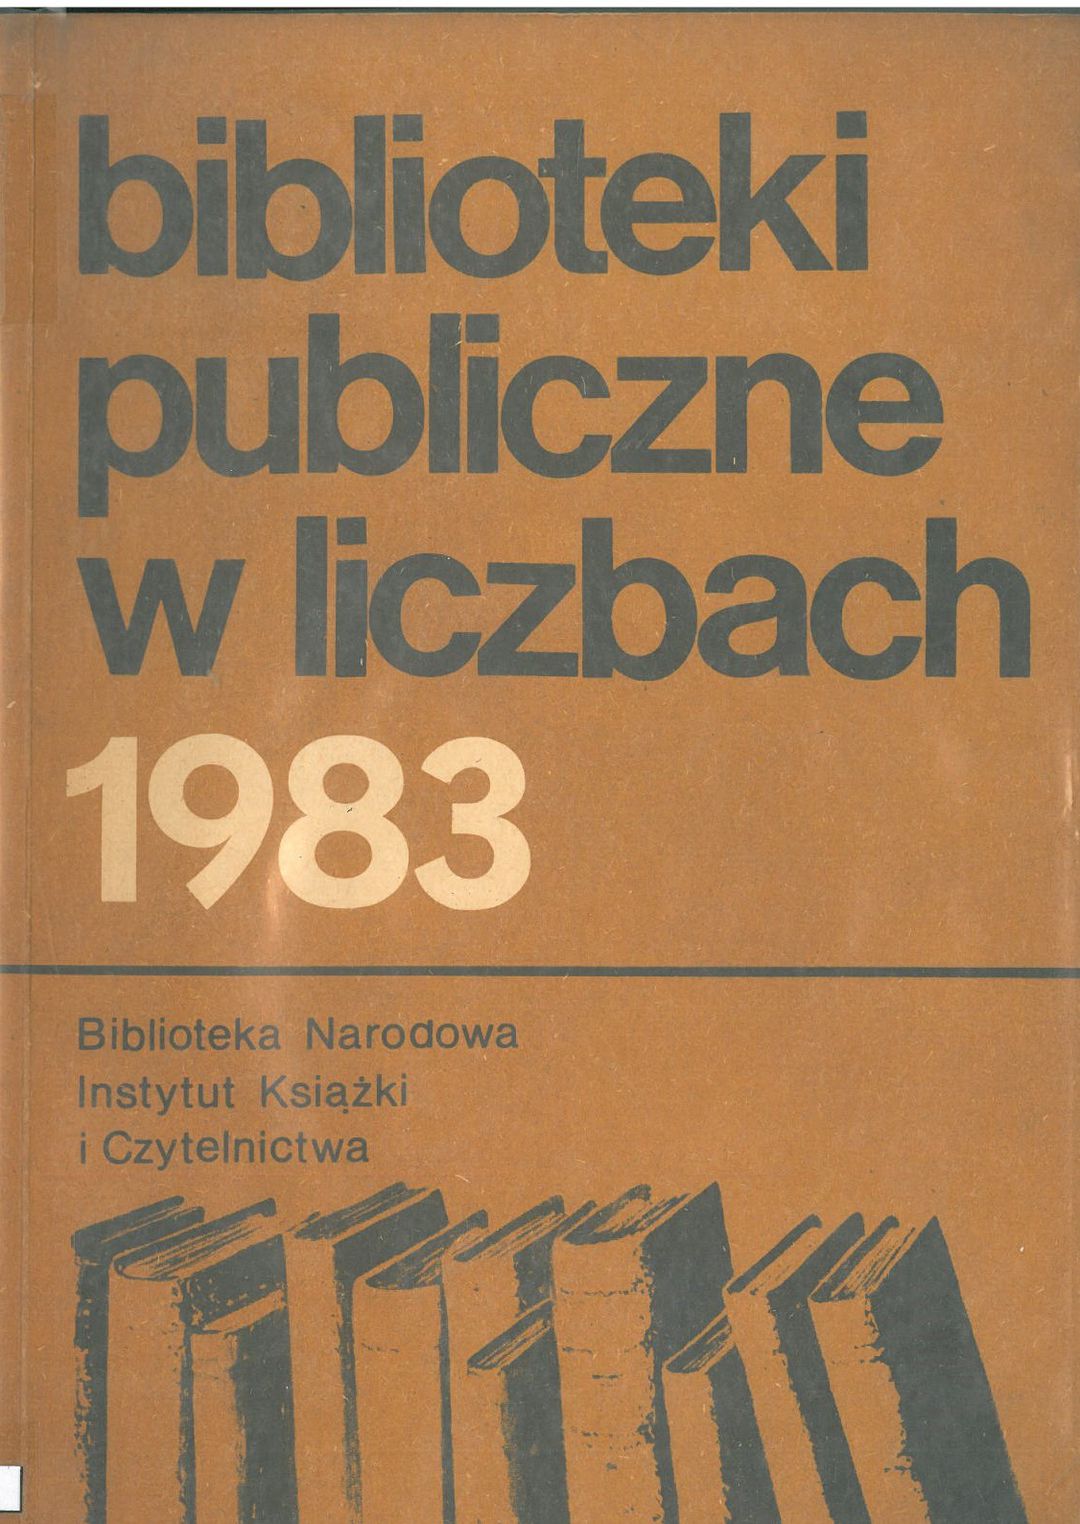 biblioteki
publiczne
w liczbach
1983
Biblioteka Narodowa
Instytut Książki
i Czytelnictwa